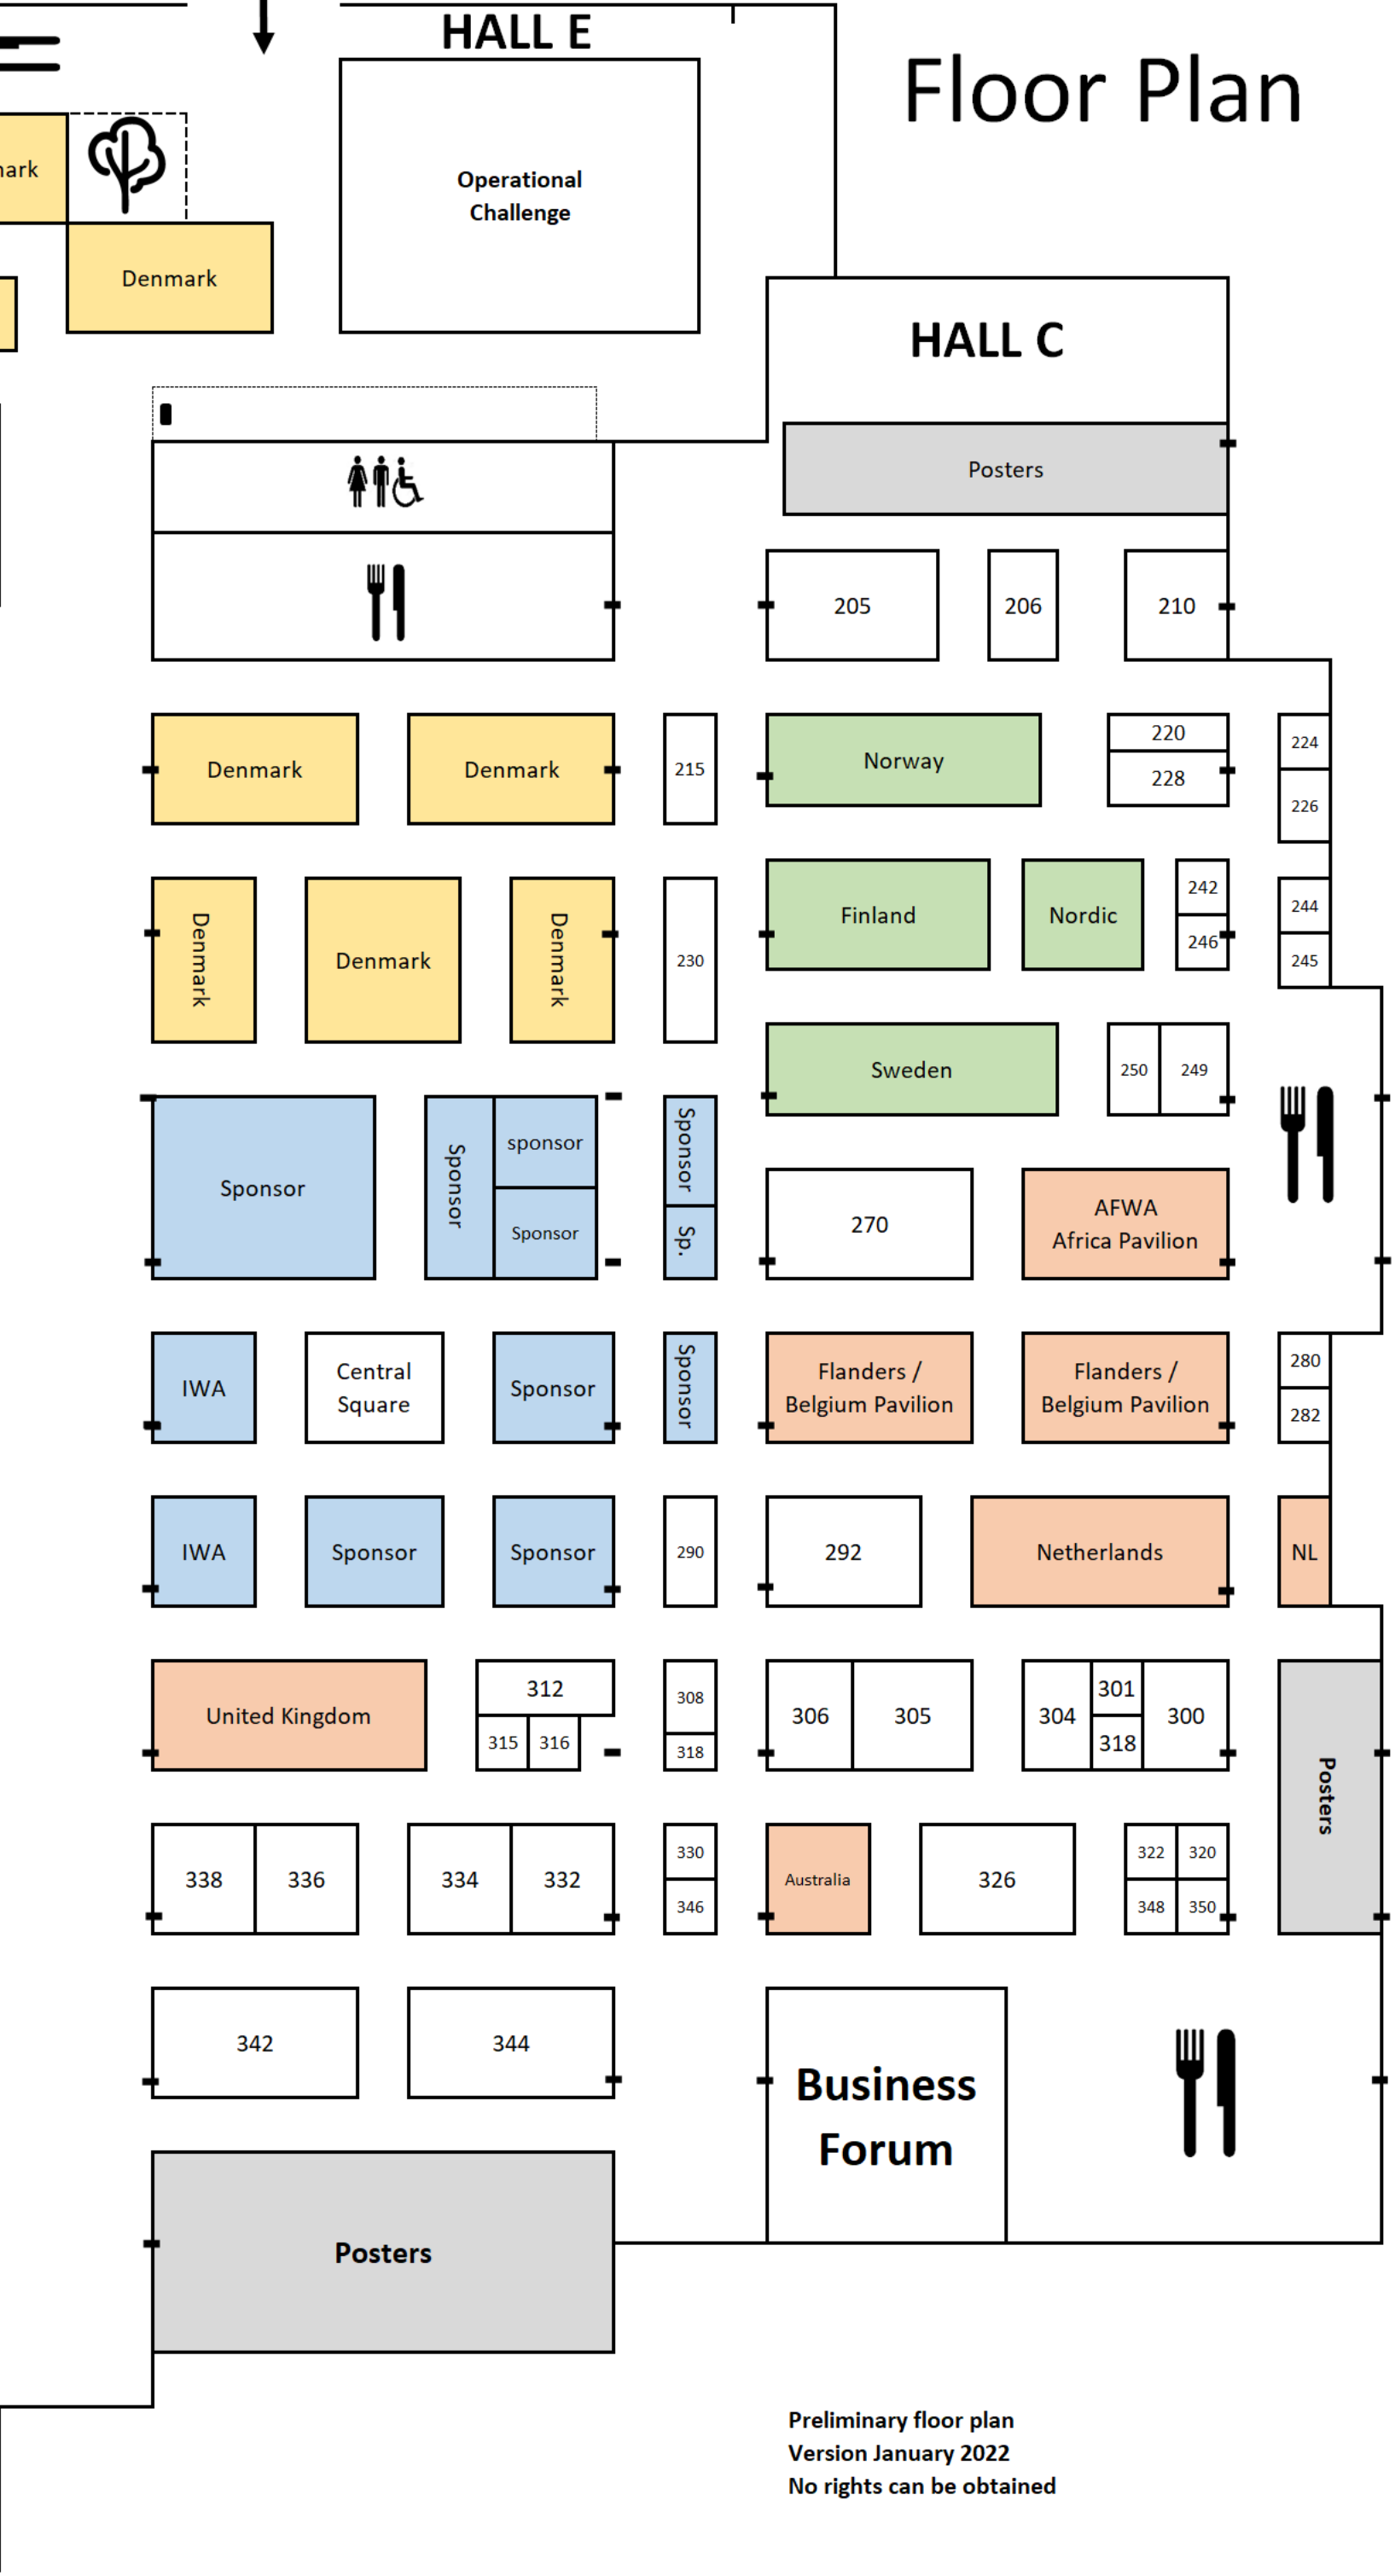 HALL E
Floor Plan
Operational
Challenge
ark
Denmark
HALL C
Posters
205
206
210
Denmark
Denmark
215
Norway
220
228
224
226
Denmark
Denmark
Denmark
230
Finland
Nordic
242
246
244
245
Sweden
250
249
Sponsor
Sponsor
sponsor
Sponsor
Sponsor
Sp.
270
AFWA
Africa Pavilion
IWA
Central
Square
Sponsor
Sponsor
Flanders /
Belgium Pavilion
Flanders /
Belgium Pavilion
280
282
IWA
Sponsor
Sponsor
290
292
Netherlands
NL
United Kingdom
312
315
316
308
318
306
305
304
301
318
300
Posters
338
336
334
332
330
346
Australia
326
322
320
348
350
342
344
Business
Forum
Posters
Preliminary floor plan
Version January 2022
No rights can be obtained